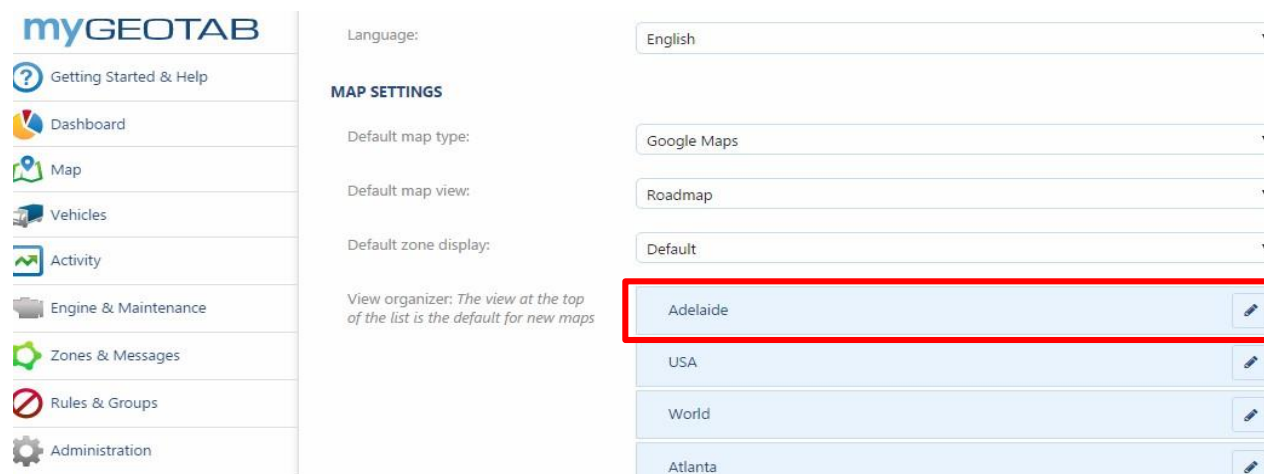 myGEOTAB
Getting Started & Help
Dashboard
Map
Vehicles
Activity
Engine & Maintenance
Zones & Messages
Rules & Groups
Administration
Language:
English
MAP SETTINGS
Default map type:
Google Maps
Default map view:
Roadmap
Default zone display:
Default
View organizer: The view at the top
of the list is the default for new maps
Adelaide
USA
World
Atlanta